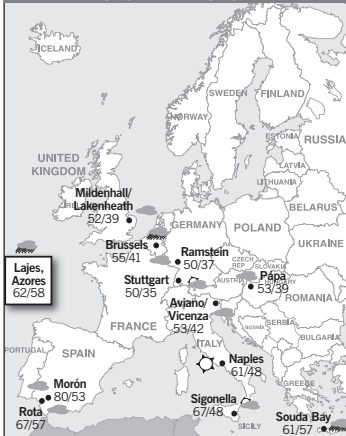 ICELAND
SWEDEN
FINLAND
NORWAY
RUSSIA
ESTONIA
LATVIA
LITHUANIA
UNITED
KINGDOM
Mildenhall/
Lakenheath
52/39
BELARUS
GERMANY
POLAND
Brussels
55/41
Ramstein
50/37
UKRAINE
Lajes,
Azores
62/58
CZECH
REP
SLOVAKIA
Stuttgart
50/35
AUSTRIA
Pápa
53/39
Aviano/
Vicenza
53/42
ROMANIA
FRANCE
BOSNIA
SERBIA
BULGARIA
ITALY
PORTUGAL
SPAIN
Naples
61/48
Morón
80/53
Rota
67/57
Sigonella
67/48
GREECE
SICILY
Souda Bay
61/57